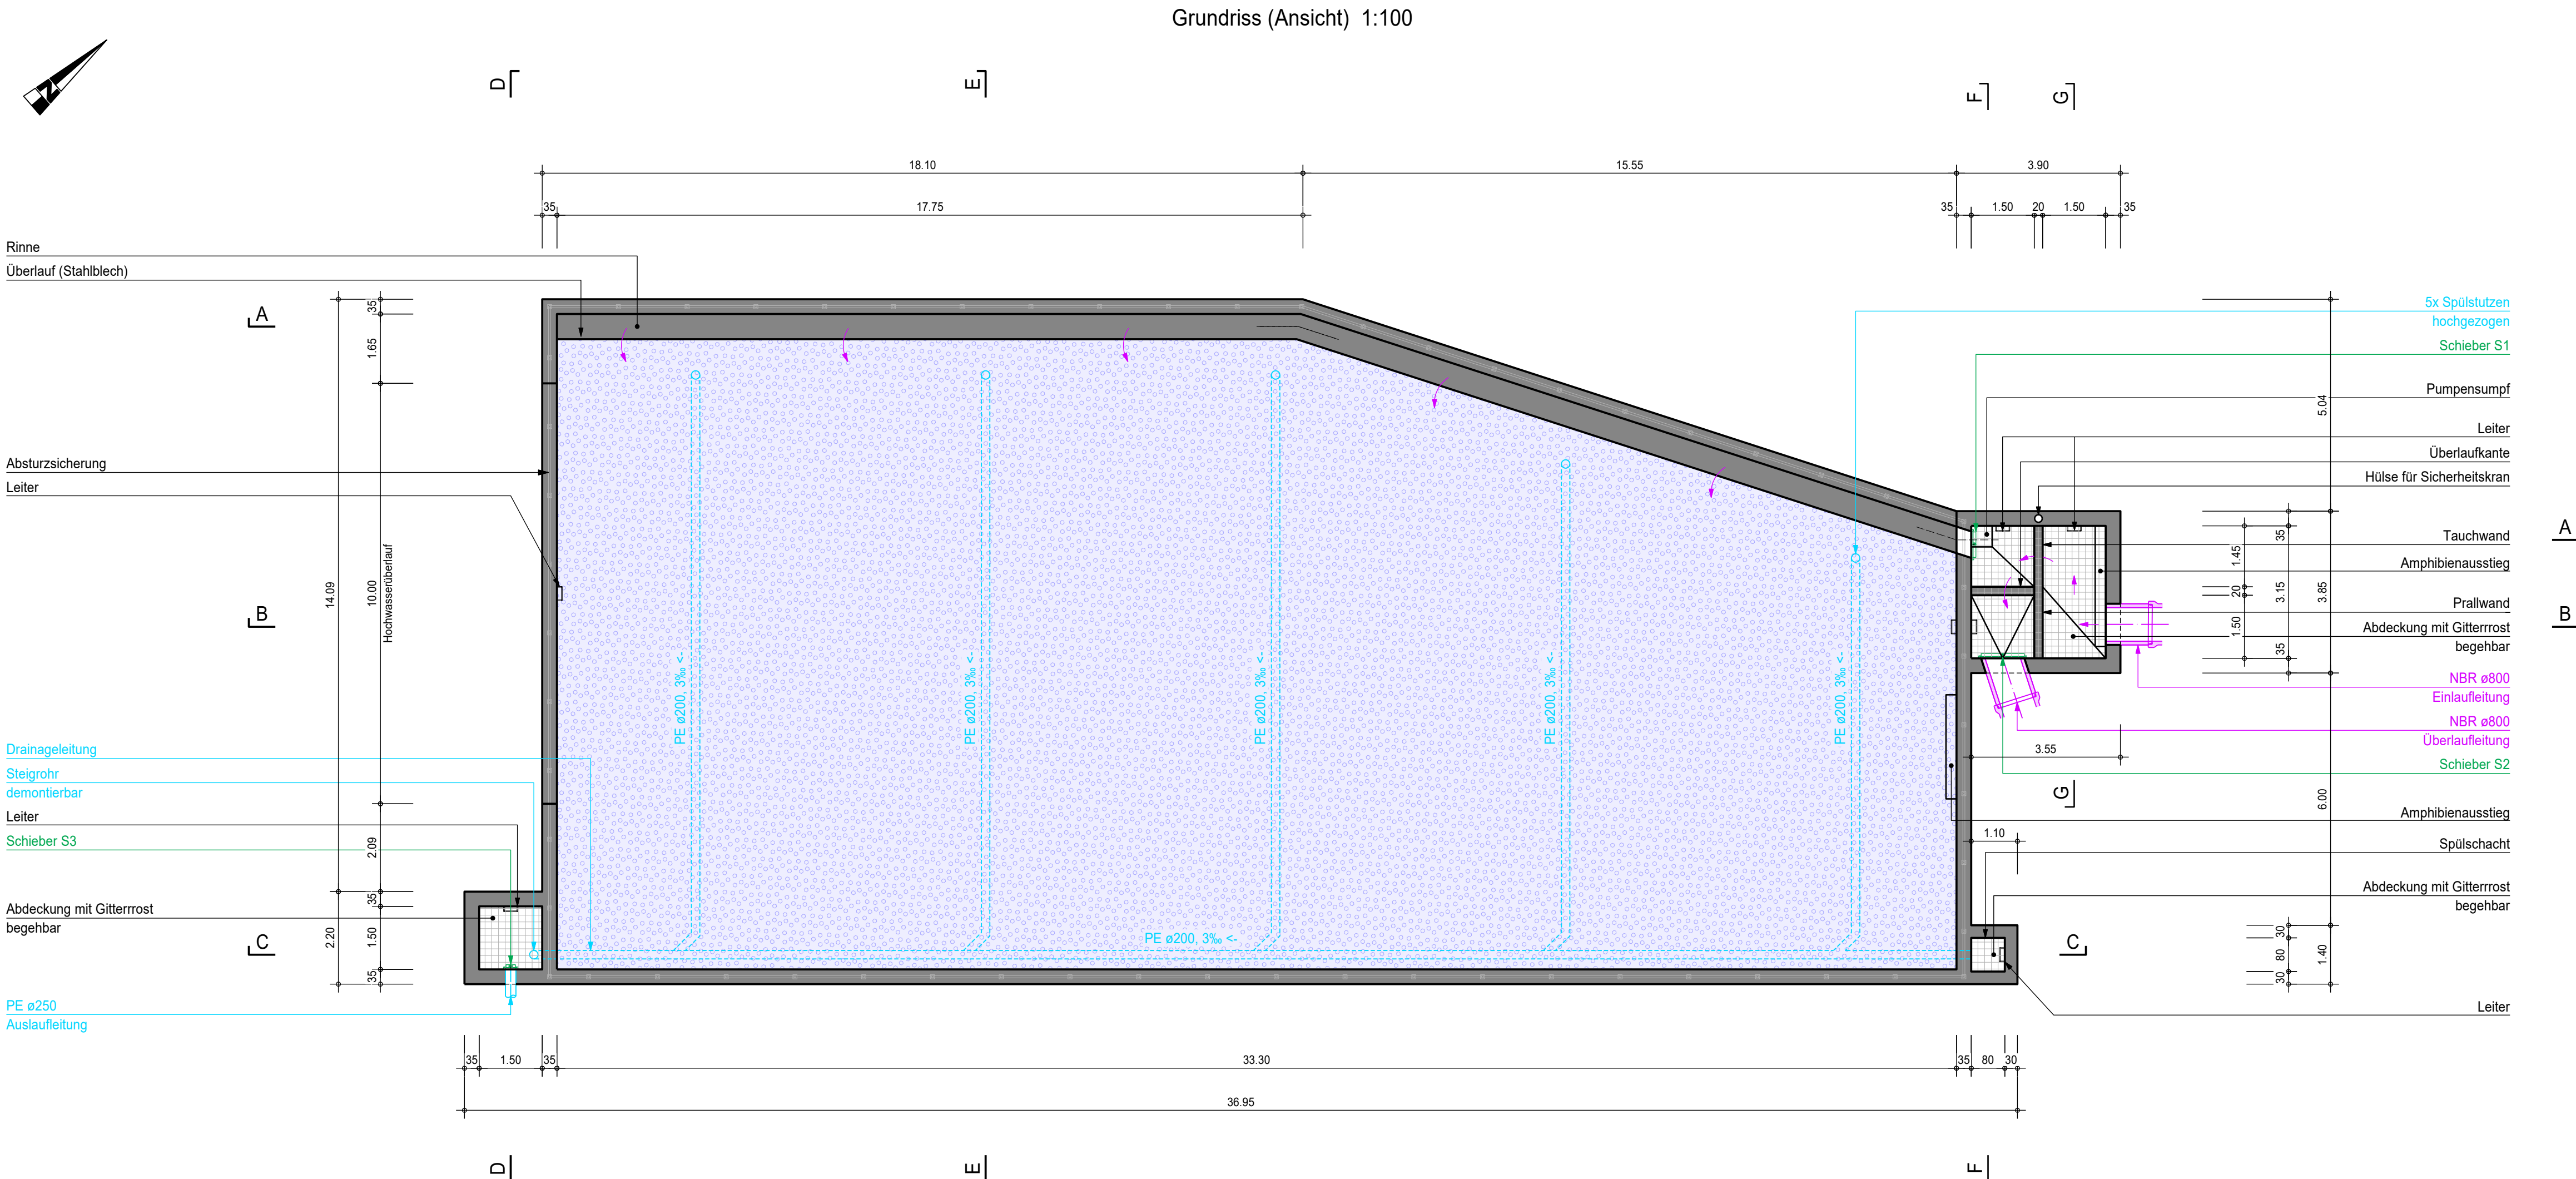 Grundriss (Ansicht) 1:100
N
D
E
F
G
18.10
15.55
3.90
35
17.75
35
1.50
20
1.50
35
Rinne
Überlauf (Stahlblech)
A
Absturzsicherung
Leiter
B
Drainageleitung
Steigrohr
demontierbar
Leiter
Schieber S3
Abdeckung mit Gitterrrost
begehbar
C
PE ø250
Auslaufleitung
14.09
2.20
35
1.65
10.00
Hochwasserüberlauf
2.09
35
1.50
35
PE ø200, 3‰ <-
PE ø200, 3‰ <-
PE ø200, 3‰ <-
PE ø200, 3‰ <-
PE ø200, 3‰ <-
PE ø200, 3‰ <-
5x Spülstutzen
hochgezogen
Schieber S1
Pumpensumpf
Leiter
Überlaufkante
Hülse für Sicherheitskran
Tauchwand
Amphibienausstieg
Prallwand
Abdeckung mit Gitterrrost
begehbar
NBR ø800
Einlaufleitung
NBR ø800
Überlaufleitung
Schieber S2
Amphibienausstieg
Spülschacht
Abdeckung mit Gitterrrost
begehbar
Leiter
A
B
C
G
5.04
35
1.45
20
3.15
3.85
1.50
35
3.55
6.00
1.10
30
80
1.40
30
35
1.50
35
33.30
35
80
30
36.95
D
E
F